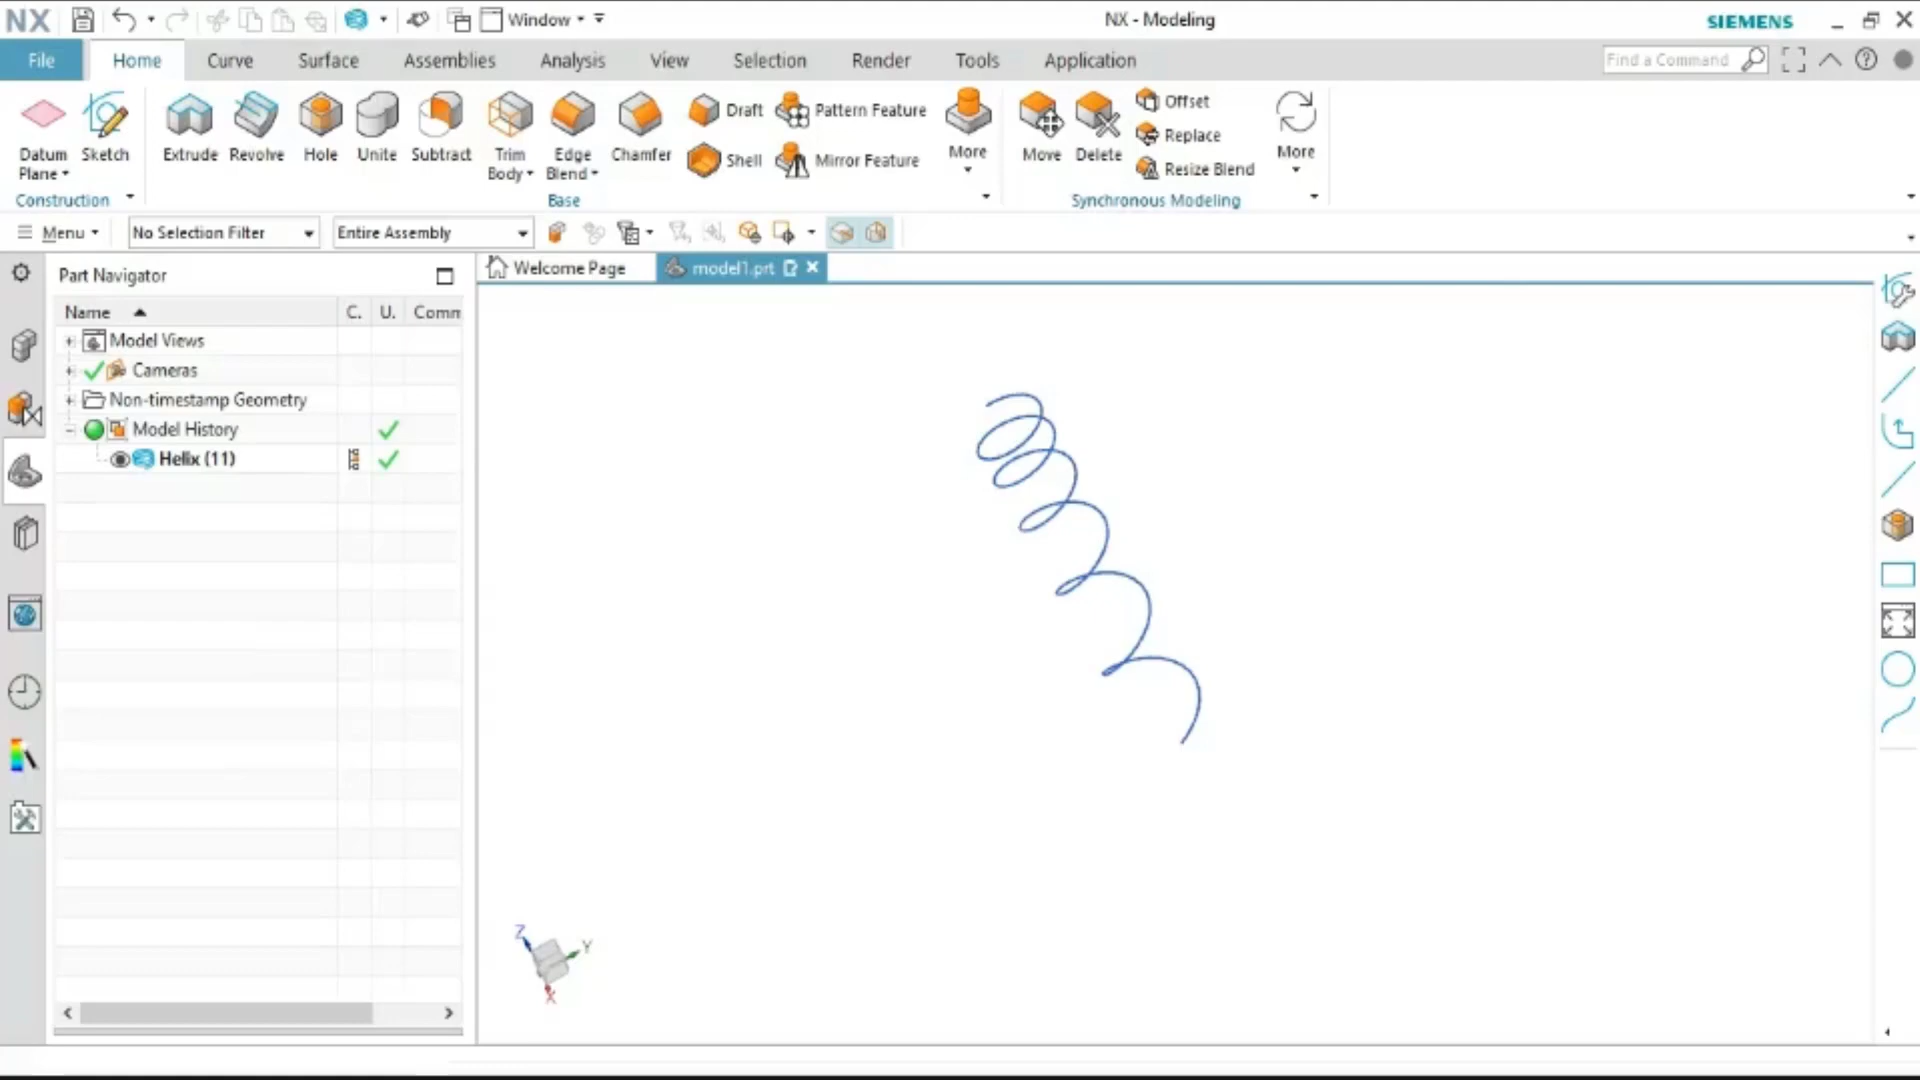 NX
Window
NX - Modeling
SIEMENS
File
Home
Curve
Surface
Assemblies
Analysis
View
Selection
Render
Tools
Application
Find a Command
Datum
Plane
Sketch
Extrude
Revolve
Hole
Unite
Subtract
Trim
Body
Edge
Blend
Chamfer
Draft
Shell
Pattern Feature
Mirror Feature
More
Move
Delete
Offset
Replace
Resize Blend
More
Construction
Base
Synchronous Modeling
Menu
No Selection Filter
Entire Assembly
Part Navigator
Welcome Page
model1.prt
Name
C.
U.
Comm
Model Views
Cameras
Non-timestamp Geometry
Model History
Helix (11)
Z
Y
X